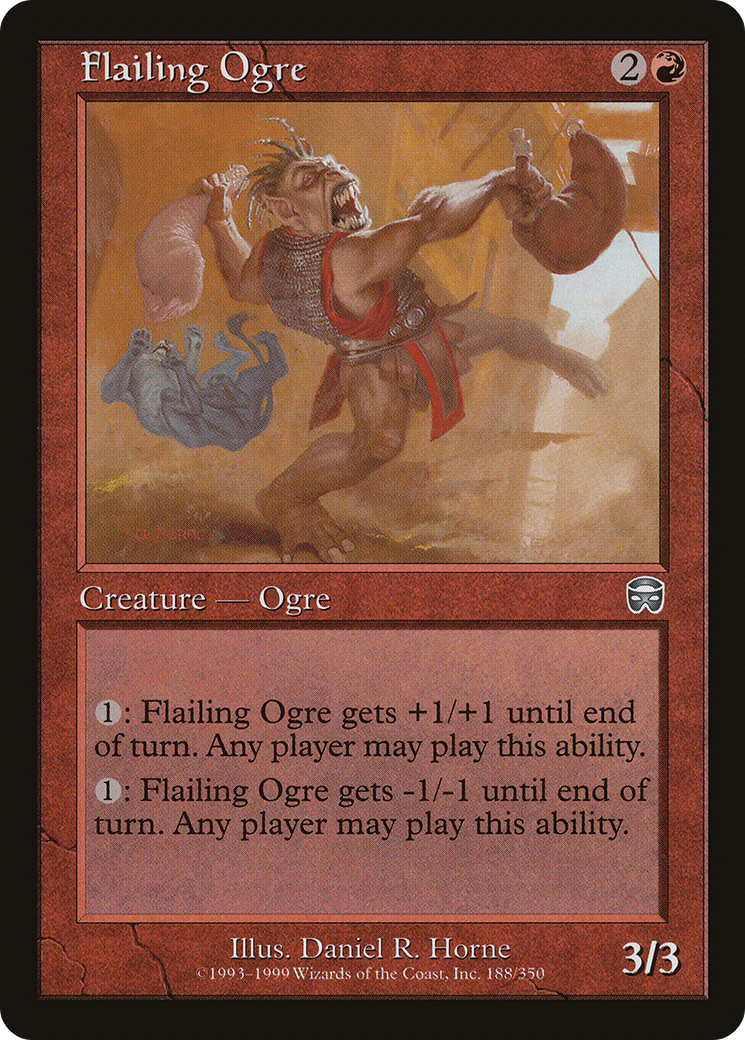 Flailing Ogre 2
Creature — Ogre
1: Flailing Ogre gets +1/+1 until end
of turn. Any player may play this ability.
1: Flailing Ogre gets -1/-1 until end of
turn. Any player may play this ability.
Illus. Daniel R. Horne
©1993–1999 Wizards of the Coast, Inc. 188/350
3/3